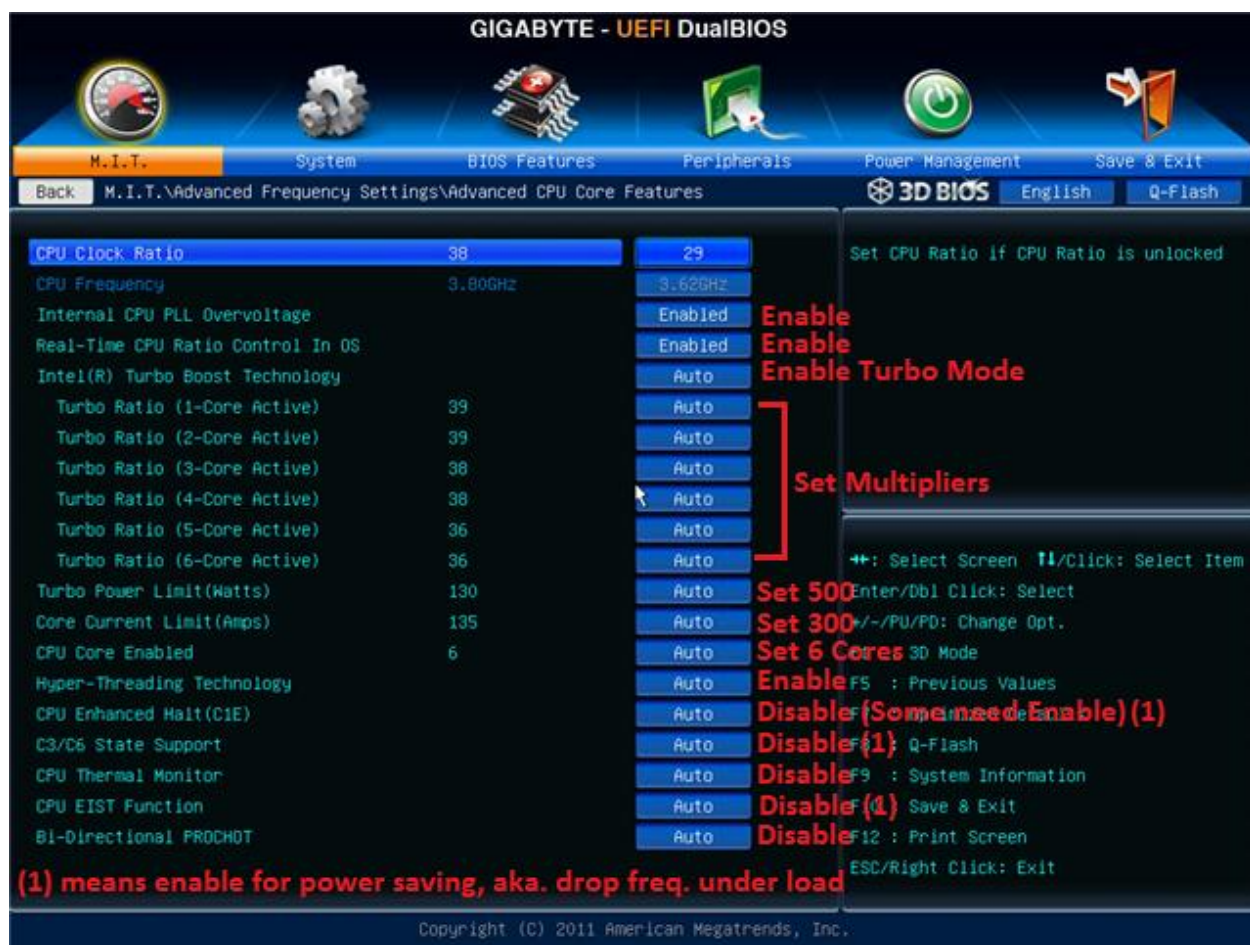 GIGABYTE - UEFI DualBIOS
M.I.T. System BIOS Features Peripherals Power Management Save & Exit
Back M.I.T.\Advanced Frequency Settings\Advanced CPU Core Features 3D BIOS English Q-Flash
CPU Clock Ratio 38 29 Set CPU Ratio if CPU Ratio is unlocked
CPU Frequency 3.80GHz 3.62GHz
Internal CPU PLL Overvoltage Enabled Enable
Real-Time CPU Ratio Control In OS Enabled Enable
Intel(R) Turbo Boost Technology Auto Enable Turbo Mode
Turbo Ratio (1-Core Active) 39 Auto
Turbo Ratio (2-Core Active) 39 Auto
Turbo Ratio (3-Core Active) 38 Auto
Turbo Ratio (4-Core Active) 38 Auto
Set Multipliers
Turbo Ratio (5-Core Active) 36 Auto
Turbo Ratio (6-Core Active) 36 Auto : Select Screen /Click: Select Item
Turbo Power Limit(Watts) 130 Auto Set 500 Enter/Dbl Click: Select
Core Current Limit(Amps) 135 Auto Set 300 /-/PU/PD: Change Opt.
CPU Core Enabled 6 Auto Set 6 Cores : 3D Mode
Hyper-Threading Technology Auto Enable F5 : Previous Values
CPU Enhanced Halt(C1E) Auto Disable (Some need Enable) (1)
C3/C6 State Support Auto Disable (1) : Q-Flash
CPU Thermal Monitor Auto Disable F9 : System Information
CPU EIST Function Auto Disable (1) Save & Exit
Bi-Directional PROCHOT Auto Disable F12 : Print Screen
ESC/Right Click: Exit
(1) means enable for power saving, aka. drop freq. under load
Copyright (C) 2011 American Megatrends, Inc.